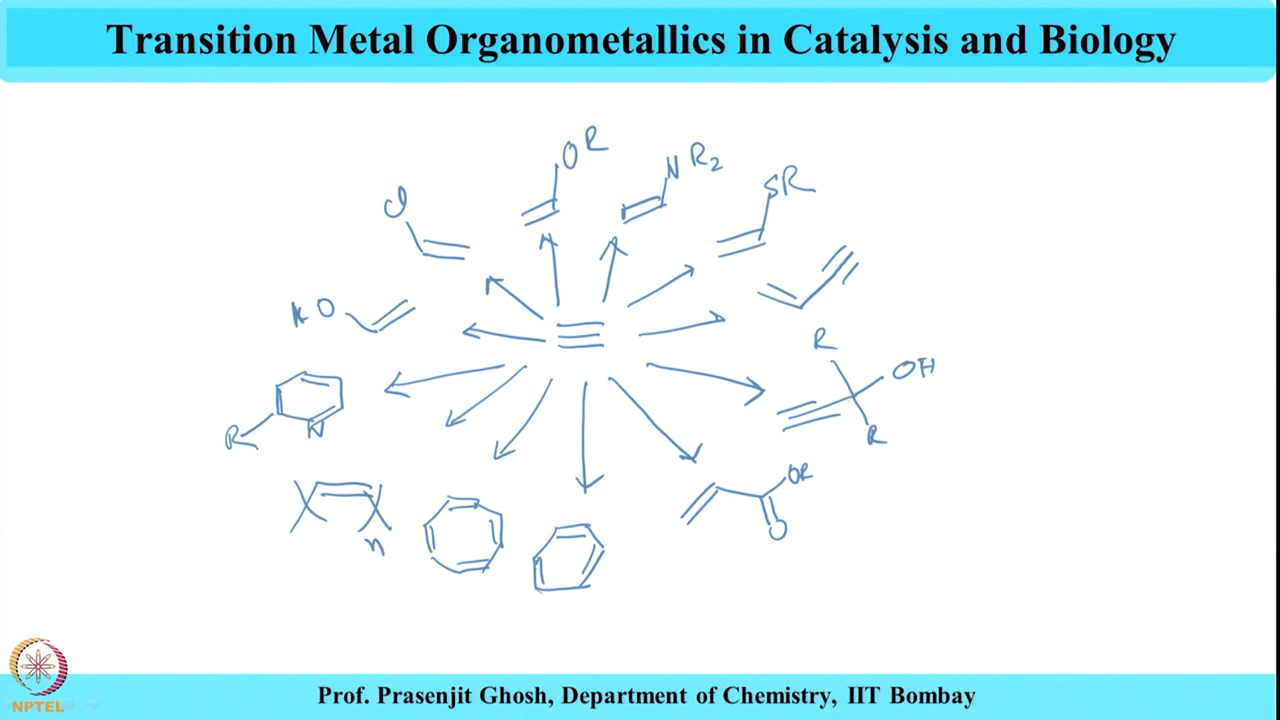 Transition Metal Organometallics in Catalysis and Biology
OR
NR2
SR
Cl
HO
R
OH
R
N
R
OR
O
n
NPTEL
Prof. Prasenjit Ghosh, Department of Chemistry, IIT Bombay